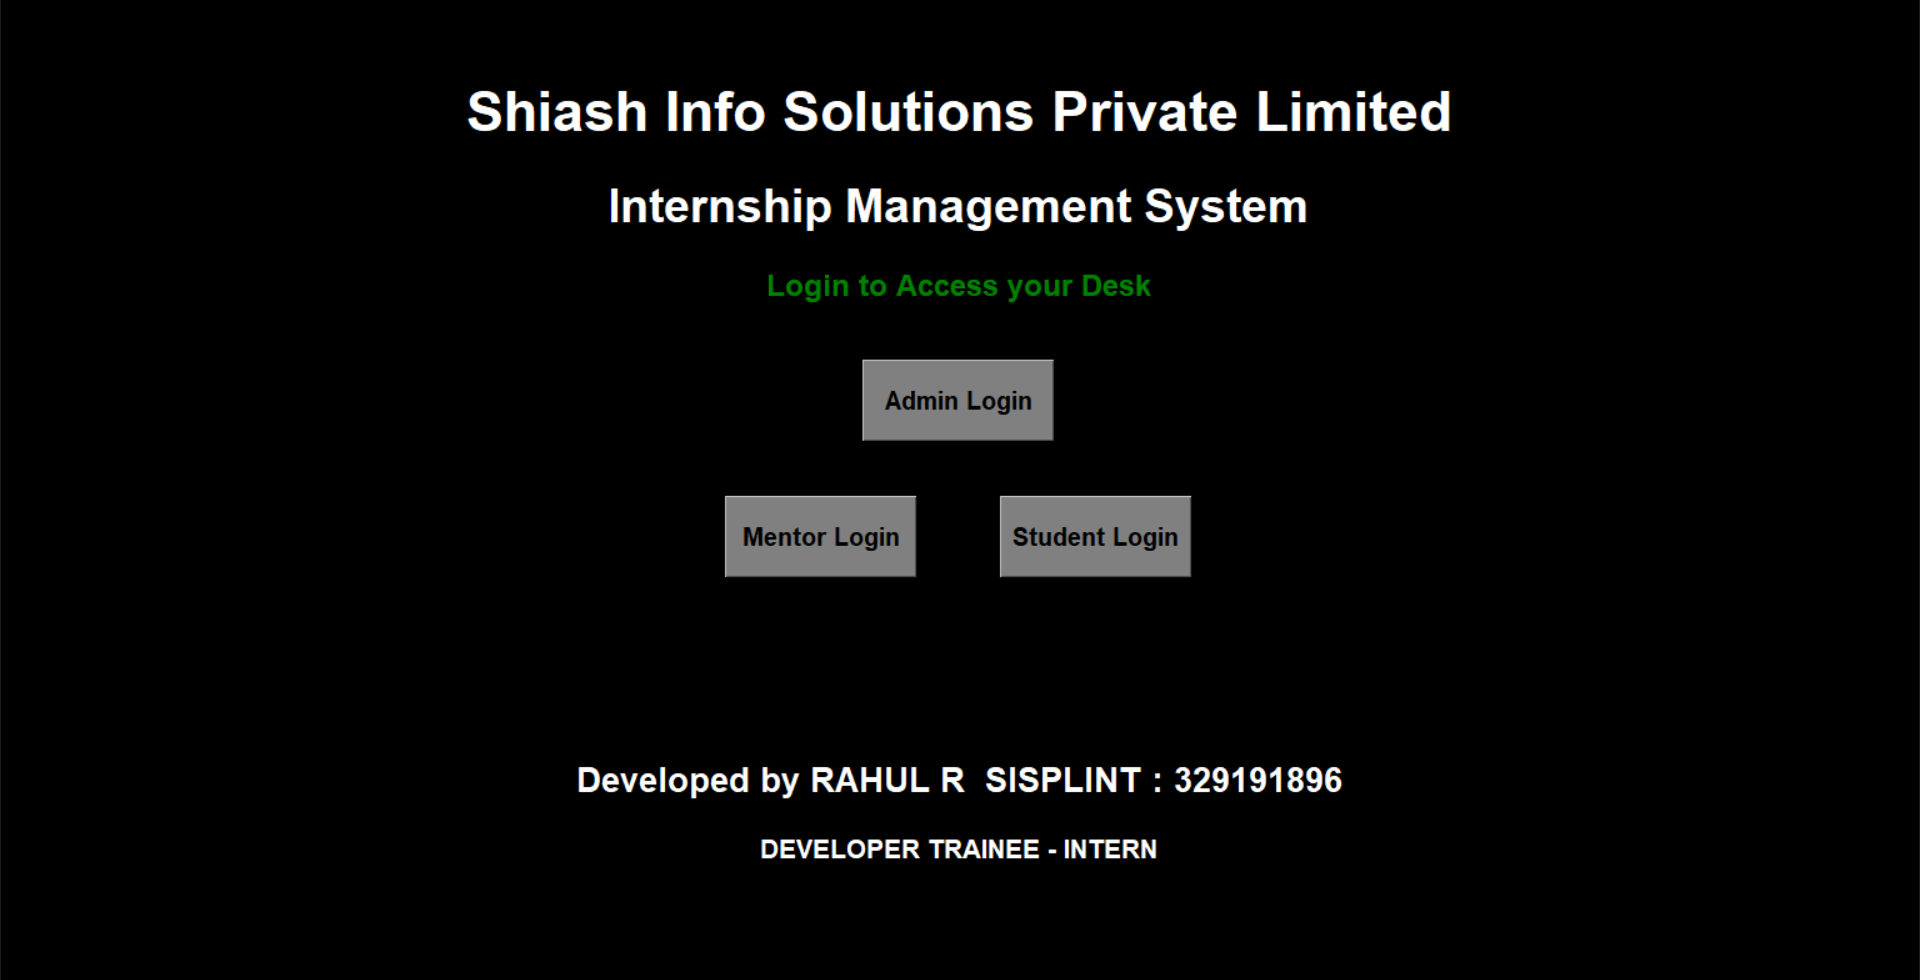 Shiash Info Solutions Private Limited
Internship Management System
Login to Access your Desk
Admin Login
Mentor Login
Student Login
Developed by RAHUL R  SISPLINT : 329191896
DEVELOPER TRAINEE - INTERN